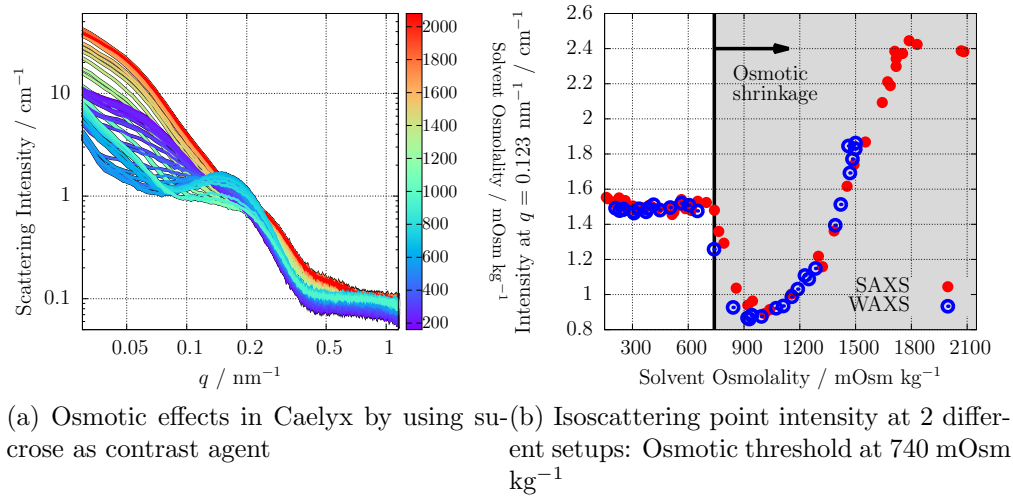 Scattering Intensity / cm⁻¹
10
1
0.1
0.05
0.1
0.2
0.5
1
q / nm⁻¹
2000
1800
1600
1400
1200
1000
800
600
400
200
Solvent Osmolality / mOsm kg⁻¹
Intensity at q = 0.123 nm⁻¹ / cm⁻¹
2.6
2.4
2.2
2
1.8
1.6
1.4
1.2
1
0.8
Osmotic
shrinkage
SAXS
WAXS
300
600
900
1200
1500
1800
2100
Solvent Osmolality / mOsm kg⁻¹
(a) Osmotic effects in Caelyx by using su-
crose as contrast agent
(b) Isoscattering point intensity at 2 differ-
ent setups: Osmotic threshold at 740 mOsm
kg⁻¹